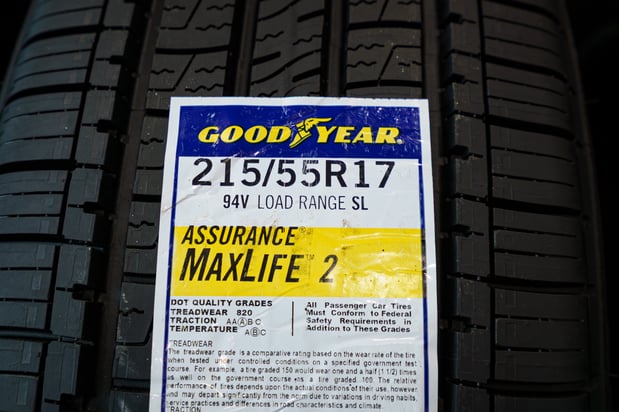 GOODYEAR
215/55R17
94V LOAD RANGE SL
ASSURANCE®
MAXLIFE™ 2
DOT QUALITY GRADES
TREADWEAR 820
TRACTION AA Ⓐ B C
TEMPERATURE A Ⓑ C
All Passenger Car Tires
Must Conform to Federal
Safety Requirements in
Addition to These Grades
TREADWEAR
The treadwear grade is a comparative rating based on the wear rate of the tire
when tested under controlled conditions on a specified government test
course. For example, a tire graded 150 would wear one and a half (1 1/2) times
as well on the government course as a tire graded 100. The relative
performance of tires depends upon the actual conditions of their use, however,
and may depart significantly from the norm due to variations in driving habits,
service practices and differences in road characteristics and climate.
TRACTION